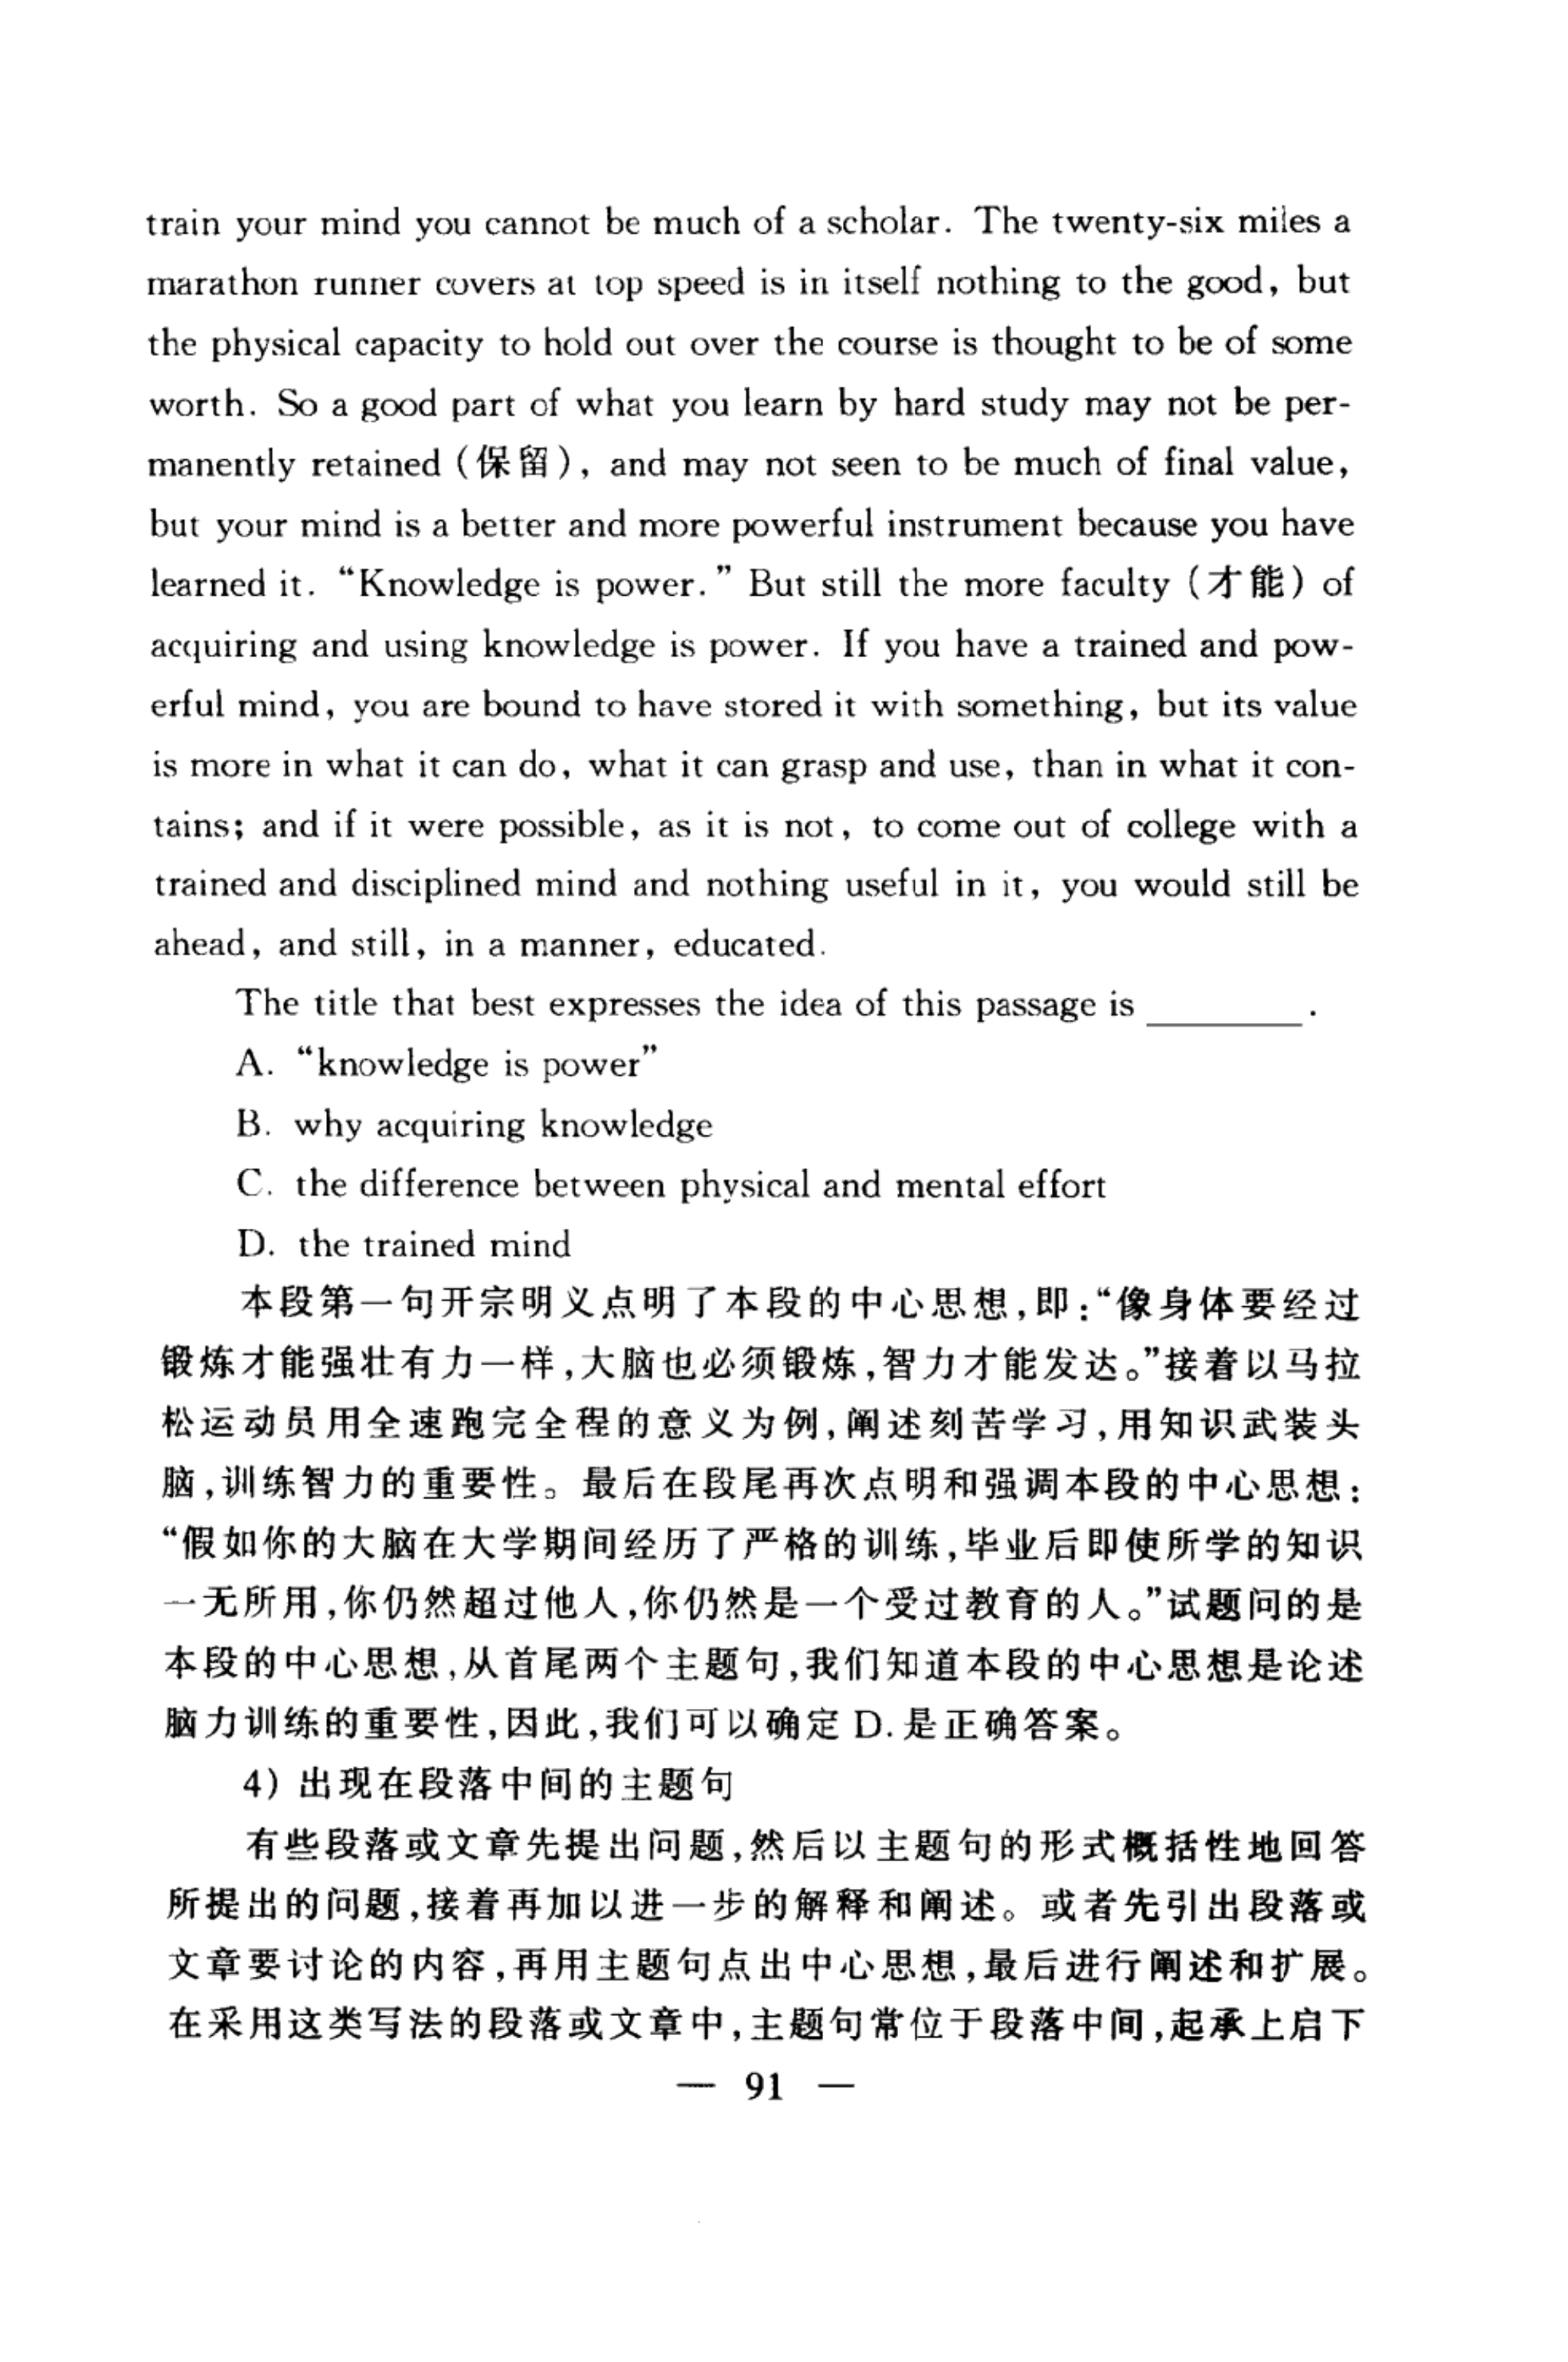 train your mind you cannot be much of a scholar. The twenty-six miles a
marathon runner covers at top speed is in itself nothing to the good, but
the physical capacity to hold out over the course is thought to be of some
worth. So a good part of what you learn by hard study may not be per-
manently retained (保留), and may not seen to be much of final value,
but your mind is a better and more powerful instrument because you have
learned it. “Knowledge is power.” But still the more faculty (才能) of
acquiring and using knowledge is power. If you have a trained and pow-
erful mind, you are bound to have stored it with something, but its value
is more in what it can do, what it can grasp and use, than in what it con-
tains; and if it were possible, as it is not, to come out of college with a
trained and disciplined mind and nothing useful in it, you would still be
ahead, and still, in a manner, educated.
The title that best expresses the idea of this passage is ________.
A. “knowledge is power”
B. why acquiring knowledge
C. the difference between physical and mental effort
D. the trained mind
本段第一句开宗明义点明了本段的中心思想,即:“像身体要经过
锻炼才能强壮有力一样,大脑也必须锻炼,智力才能发达。”接着以马拉
松运动员用全速跑完全程的意义为例,阐述刻苦学习,用知识武装头
脑,训练智力的重要性。最后在段尾再次点明和强调本段的中心思想:
“假如你的大脑在大学期间经历了严格的训练,毕业后即使所学的知识
一无所用,你仍然超过他人,你仍然是一个受过教育的人。”试题问的是
本段的中心思想,从首尾两个主题句,我们知道本段的中心思想是论述
脑力训练的重要性,因此,我们可以确定 D. 是正确答案。
4) 出现在段落中间的主题句
有些段落或文章先提出问题,然后以主题句的形式概括性地回答
所提出的问题,接着再加以进一步的解释和阐述。或者先引出段落或
文章要讨论的内容,再用主题句点出中心思想,最后进行阐述和扩展。
在采用这类写法的段落或文章中,主题句常位于段落中间,起承上启下
— 91 —